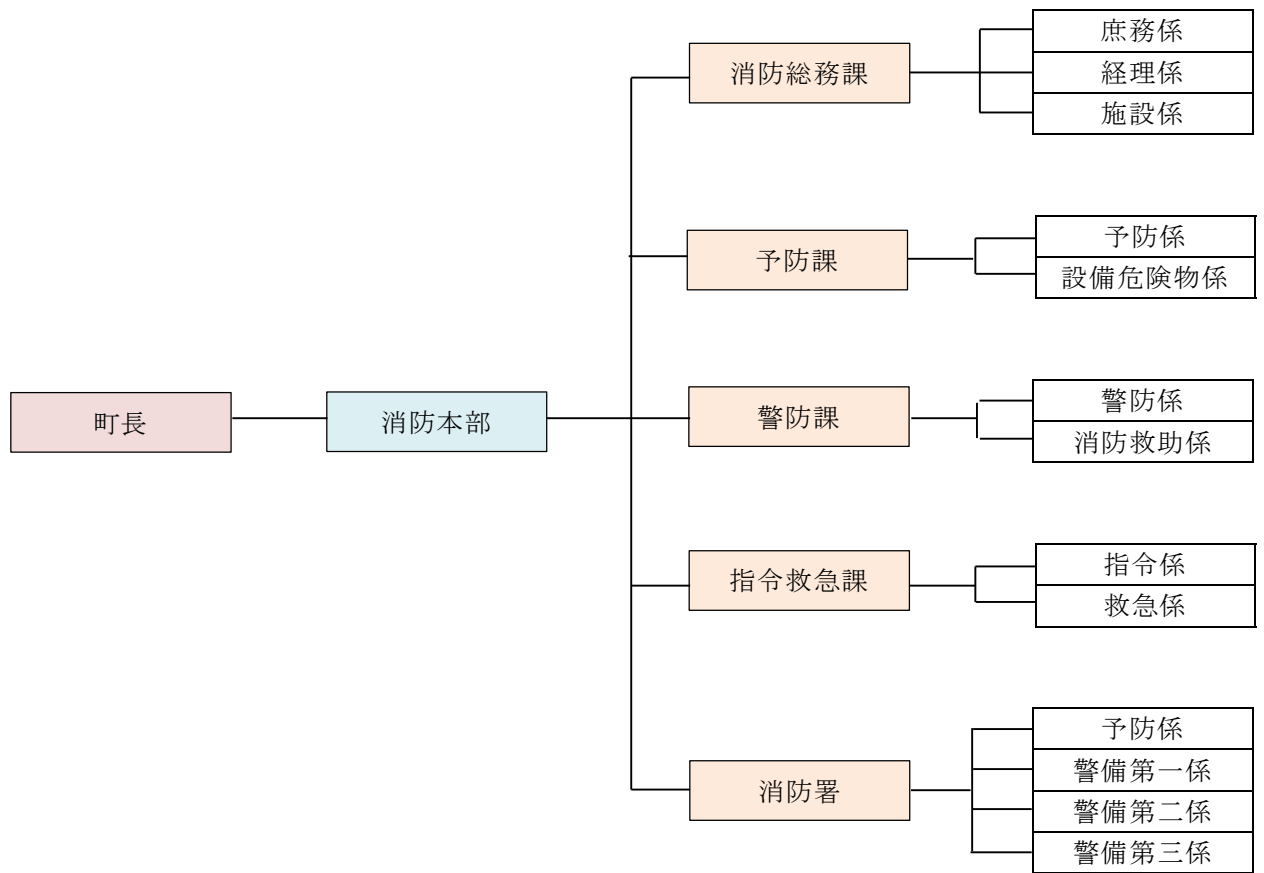 町長
消防本部
消防総務課
庶務係
経理係
施設係
予防課
予防係
設備危険物係
警防課
警防係
消防救助係
指令救急課
指令係
救急係
消防署
予防係
警備第一係
警備第二係
警備第三係